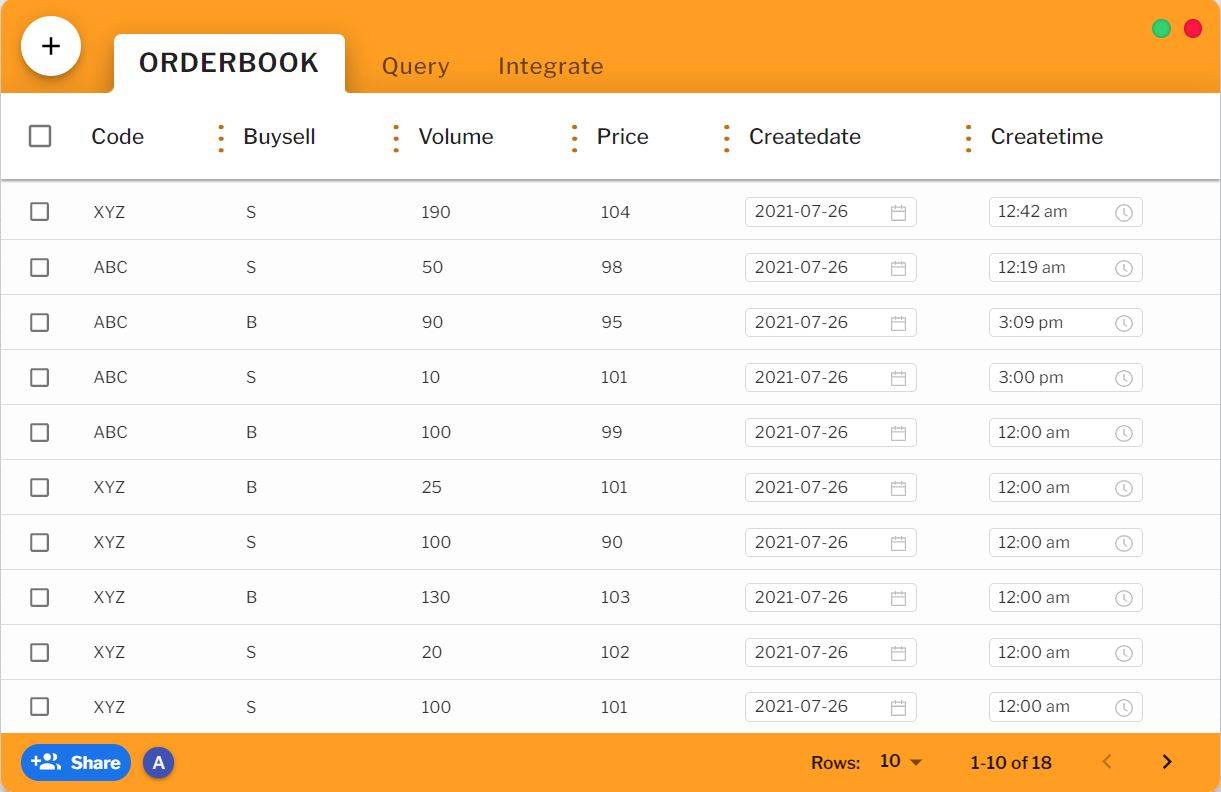 + ORDERBOOK Query Integrate
Code Buysell Volume Price Createdate Createtime
XYZ S 190 104 2021-07-26 12:42 am
ABC S 50 98 2021-07-26 12:19 am
ABC B 90 95 2021-07-26 3:09 pm
ABC S 10 101 2021-07-26 3:00 pm
ABC B 100 99 2021-07-26 12:00 am
XYZ B 25 101 2021-07-26 12:00 am
XYZ S 100 90 2021-07-26 12:00 am
XYZ B 130 103 2021-07-26 12:00 am
XYZ S 20 102 2021-07-26 12:00 am
XYZ S 100 101 2021-07-26 12:00 am
Share A Rows: 10 1-10 of 18